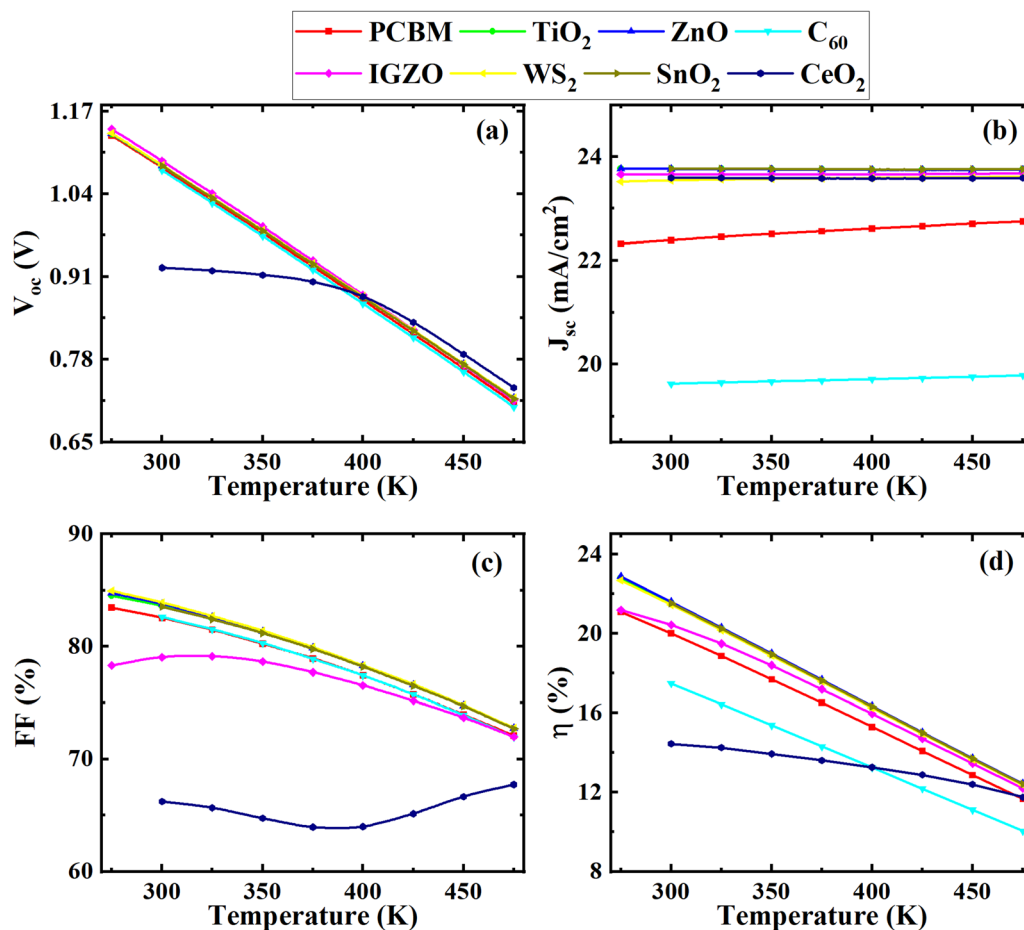 PCBM TiO₂ ZnO C₆₀
IGZO WS₂ SnO₂ CeO₂
(a)
1.17
1.04
0.91
0.78
0.65
V_oc (V)
300 350 400 450
Temperature (K)
(b)
24
22
20
J_sc (mA/cm²)
300 350 400 450
Temperature (K)
(c)
90
80
70
60
FF (%)
300 350 400 450
Temperature (K)
(d)
24
20
16
12
8
η (%)
300 350 400 450
Temperature (K)